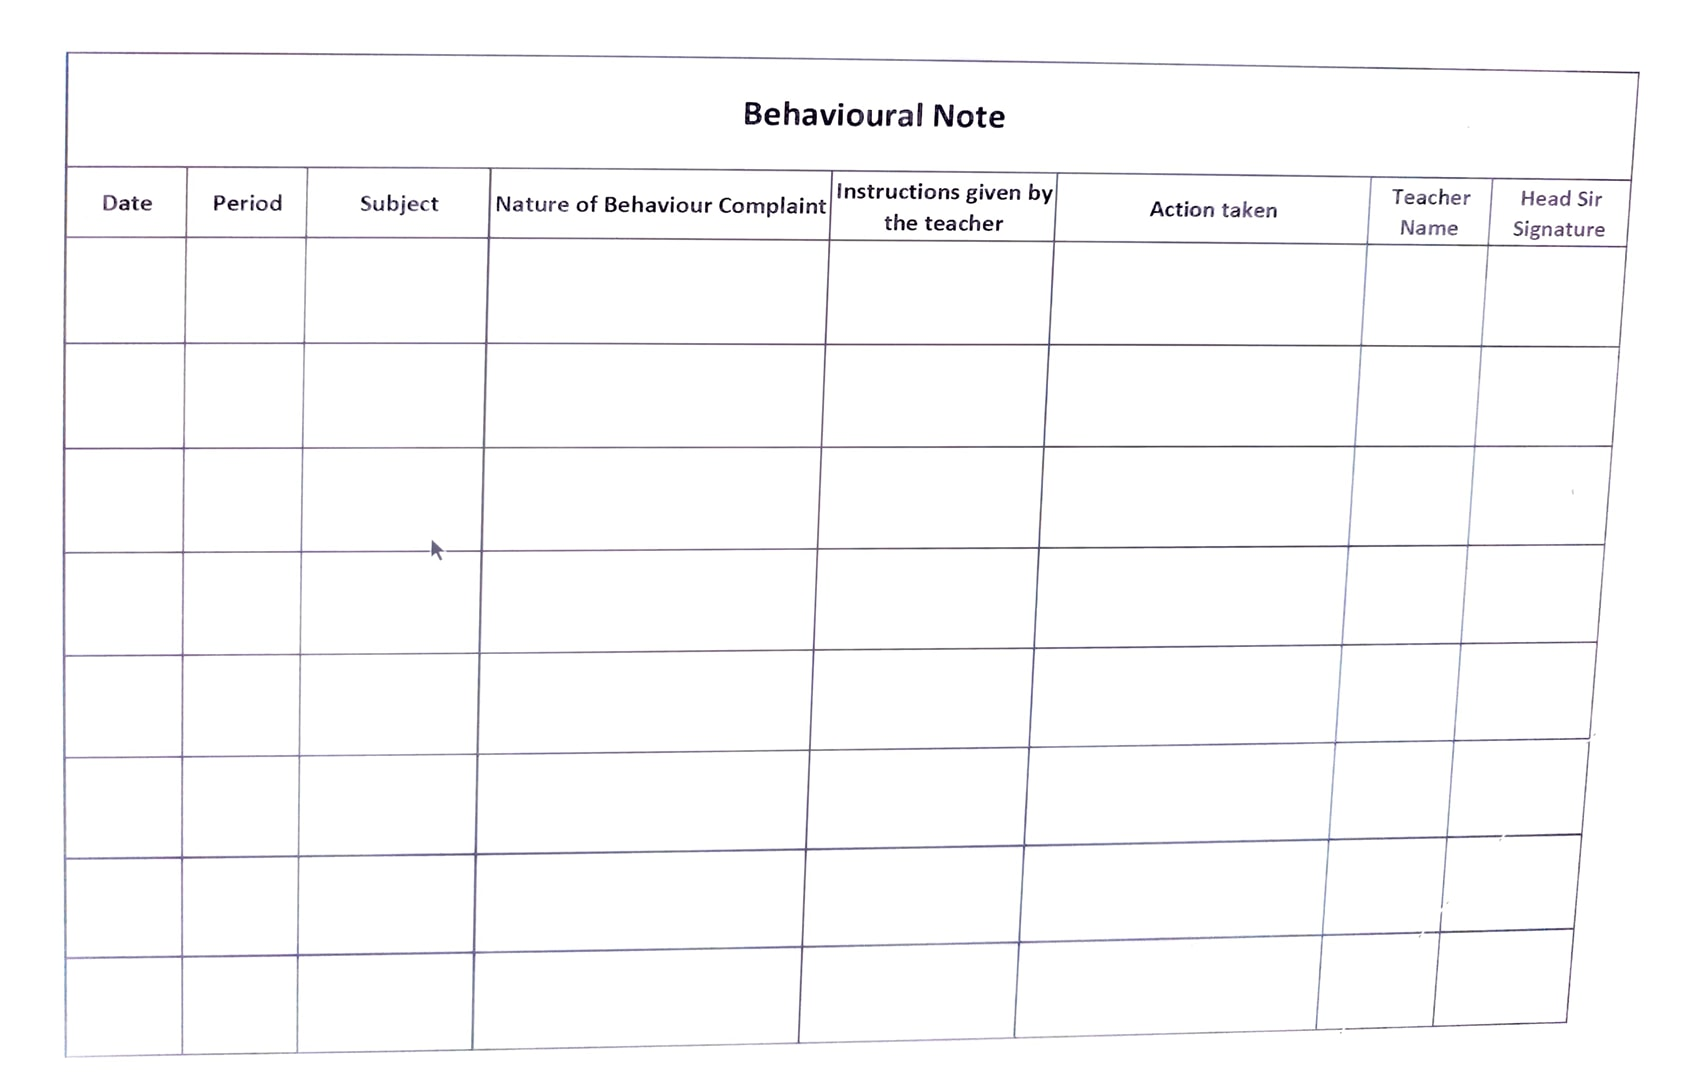 Behavioural Note
Date
Period
Subject
Nature of Behaviour Complaint
Instructions given by
the teacher
Action taken
Teacher
Name
Head Sir
Signature